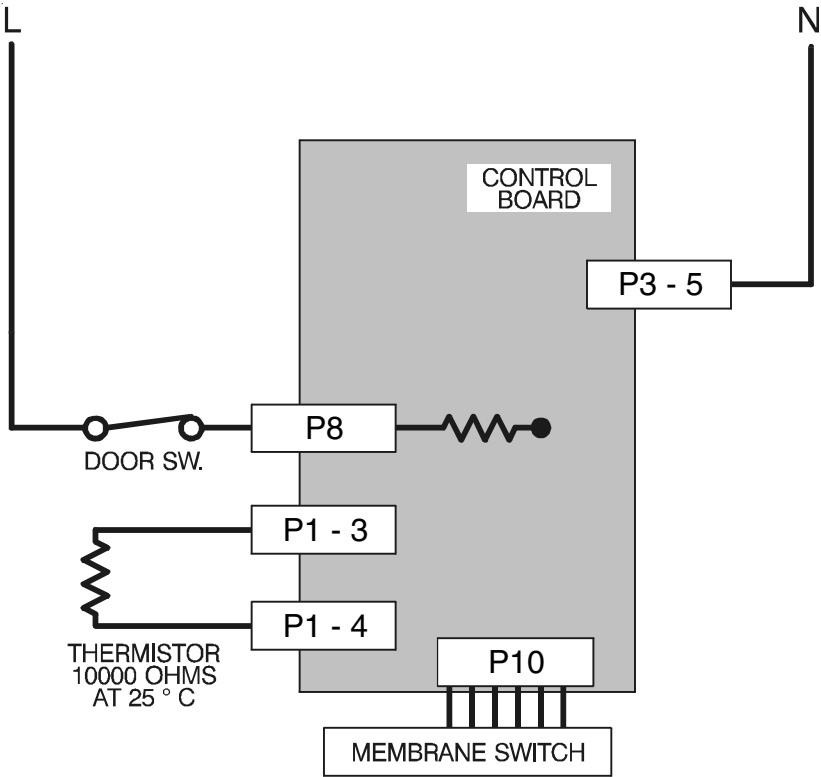 L
N
CONTROL
BOARD
P3 - 5
P8
DOOR SW.
P1 - 3
P1 - 4
THERMISTOR
10000 OHMS
AT 25 ° C
P10
MEMBRANE SWITCH